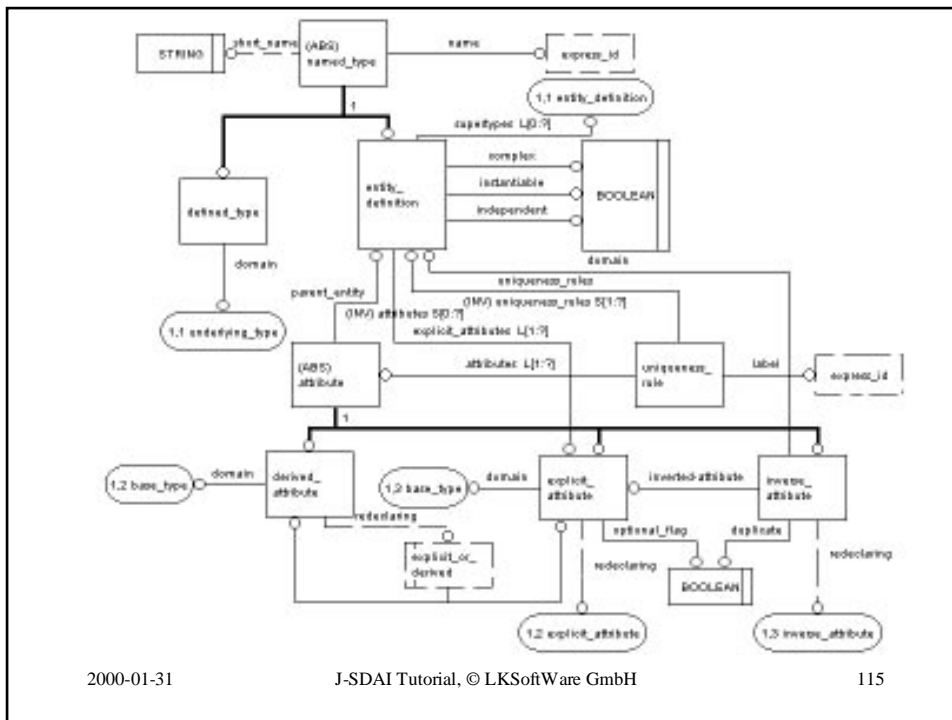 short_name
name
STRING
(ABS)
named_type
express_id
1
1,1 entity_definition
supertypes L[0:?]
complex
instantiable
independent
entity_
definition
BOOLEAN
defined_type
domain
domain
uniqueness_rules
parent_entity
(INV) uniqueness_rules S[1:?]
(INV) attributes S[0:?]
1,1 underlying_type
explicit_attributes L[1:?]
(ABS)
attribute
attributes L[1:?]
uniqueness_
rule
label
express_id
1
1,2 base_type
domain
derived_
attribute
1,2 base_type
domain
explicit_
attribute
inverted-attribute
inverse_
attribute
redeclaring
optional_flag
duplicate
explicit_or_
derived
redeclaring
BOOLEAN
redeclaring
1,2 explicit_attribute
1,3 inverse_attribute
2000-01-31
J-SDAI Tutorial, © LKSoftWare GmbH
115